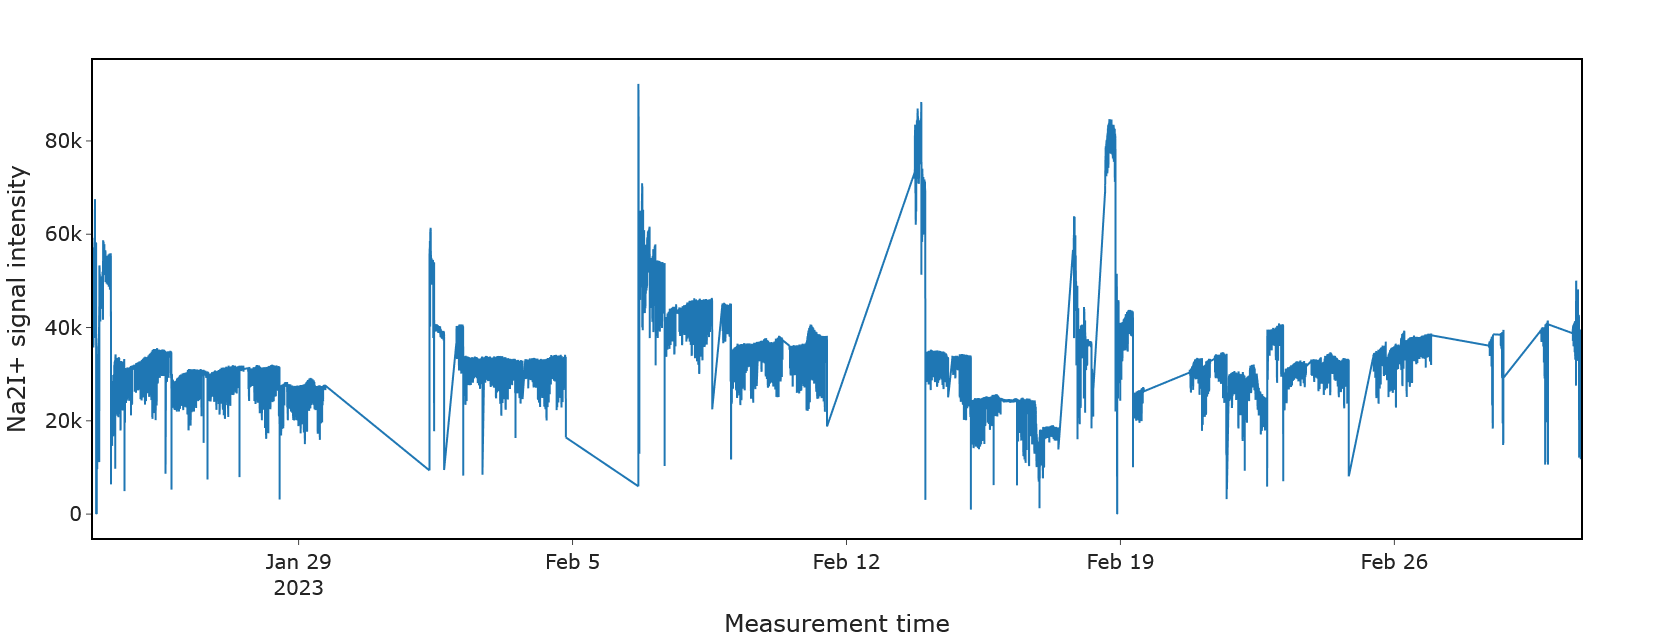 Na2I+ signal intensity
80k
60k
40k
20k
0
Jan 29
2023
Feb 5
Feb 12
Feb 19
Feb 26
Measurement time